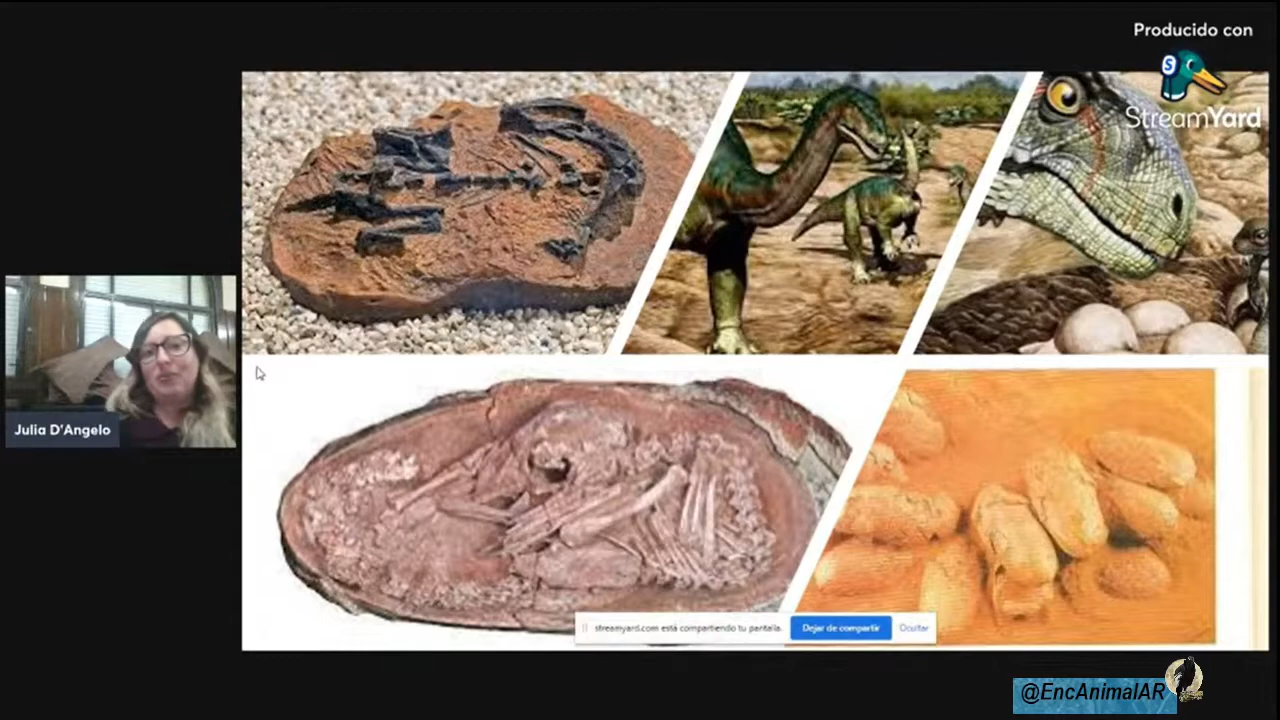 Producido con
StreamYard
Julia D'Angelo
streamyard.com está compartiendo tu pantalla.
Dejar de compartir
Ocultar
@EncAnimalAR